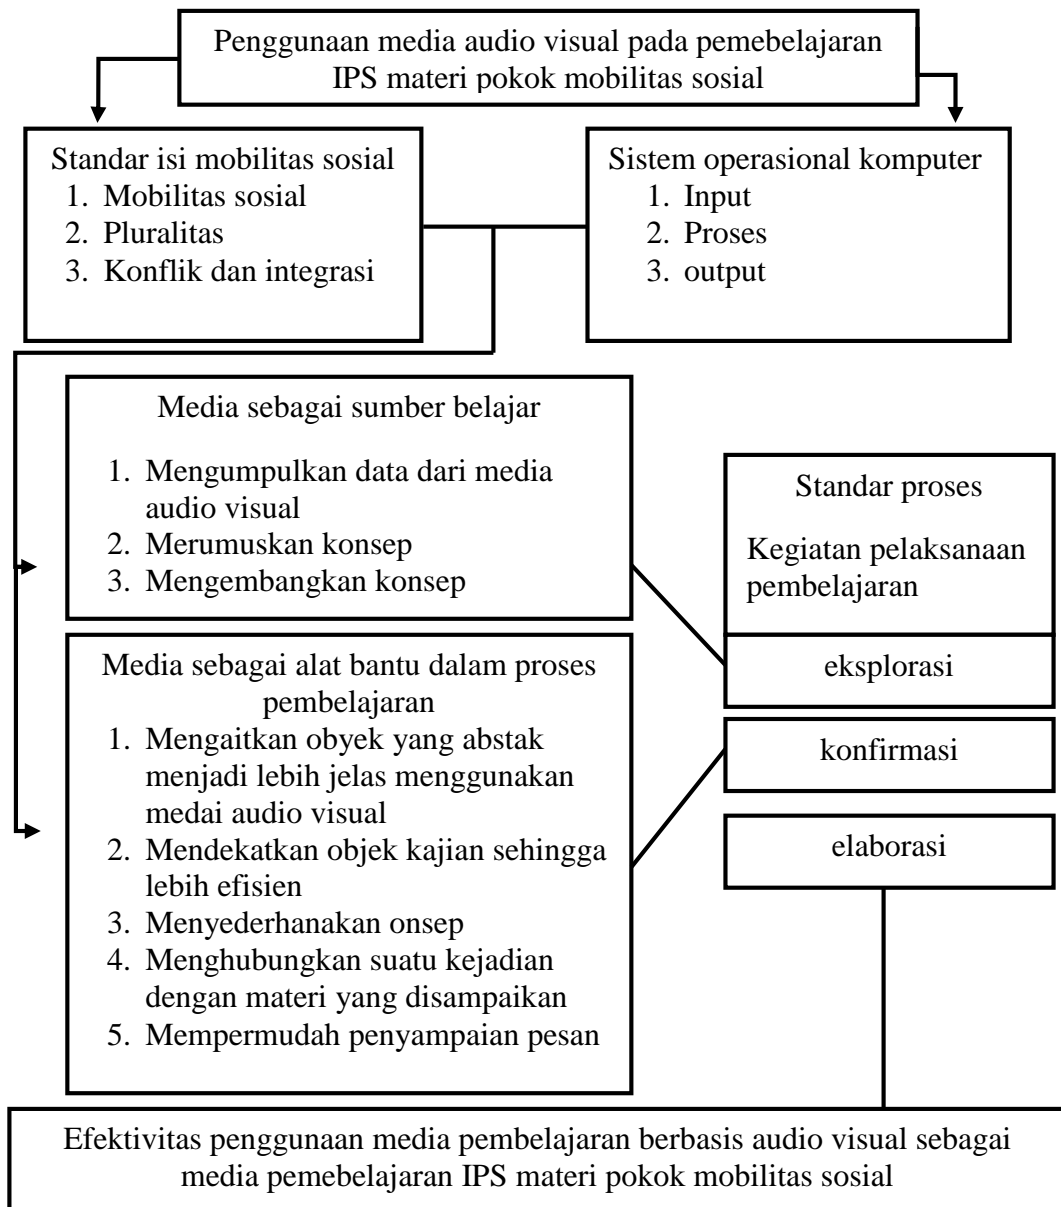 Penggunaan media audio visual pada pemebelajaran
IPS materi pokok mobilitas sosial
Standar isi mobilitas sosial
1. Mobilitas sosial
2. Pluralitas
3. Konflik dan integrasi
Sistem operasional komputer
1. Input
2. Proses
3. output
Media sebagai sumber belajar
1. Mengumpulkan data dari media
audio visual
2. Merumuskan konsep
3. Mengembangkan konsep
Standar proses
Kegiatan pelaksanaan
pembelajaran
eksplorasi
konfirmasi
elaborasi
Media sebagai alat bantu dalam proses
pembelajaran
1. Mengaitkan obyek yang abstak
menjadi lebih jelas menggunakan
medai audio visual
2. Mendekatkan objek kajian sehingga
lebih efisien
3. Menyederhanakan onsep
4. Menghubungkan suatu kejadian
dengan materi yang disampaikan
5. Mempermudah penyampaian pesan
Efektivitas penggunaan media pembelajaran berbasis audio visual sebagai
media pemebelajaran IPS materi pokok mobilitas sosial